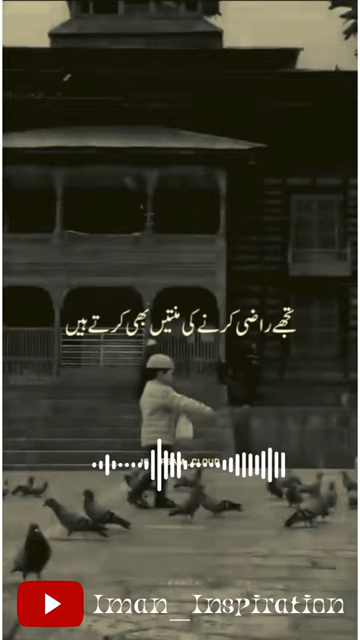 تجھے راضی کرنے کی منتیں بھی کرتے ہیں
Iman_Inspiration